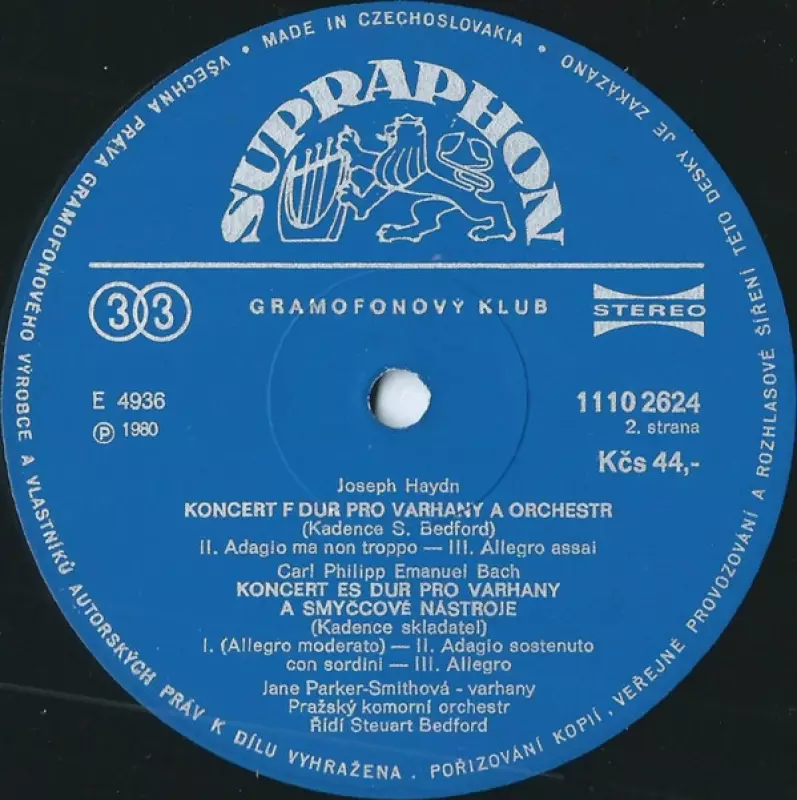 • MADE IN CZECHOSLOVAKIA •
SUPRAPHON
33
GRAMOFONOVÝ KLUB
STEREO
E 4936
Ⓟ 1980
1110 2624
2. strana
Kčs 44,-
Joseph Haydn
KONCERT F DUR PRO VARHANY A ORCHESTR
(Kadence S. Bedford)
II. Adagio ma non troppo — III. Allegro assai
Carl Philipp Emanuel Bach
KONCERT ES DUR PRO VARHANY
A SMYČCOVÉ NÁSTROJE
(Kadence skladatel)
I. (Allegro moderato) — II. Adagio sostenuto
con sordini — III. Allegro
Jane Parker-Smithová - varhany
Pražský komorní orchestr
Řídí Steuart Bedford
VŠECHNA PRÁVA GRAMOFONOVÉHO VÝROBCE A VLASTNÍKŮ AUTORSKÝCH PRÁV K DÍLU VYHRAŽENA. POŘIZOVÁNÍ KOPIÍ, VEŘEJNÉ PROVOZOVÁNÍ A ROZHLASOVÉ ŠÍŘENÍ TÉTO DESKY JE ZAKÁZÁNO